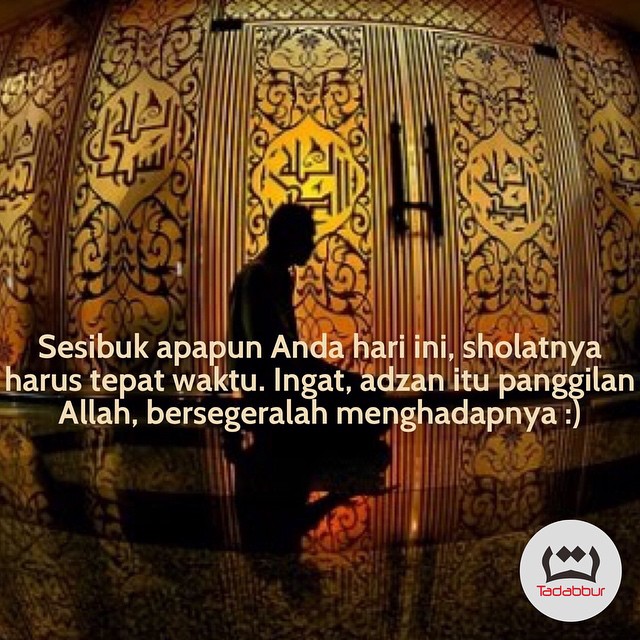 Sesibuk apapun Anda hari ini, sholatnya
harus tepat waktu. Ingat, adzan itu panggilan
Allah, bersegeralah menghadapnya :)
Tadabbur